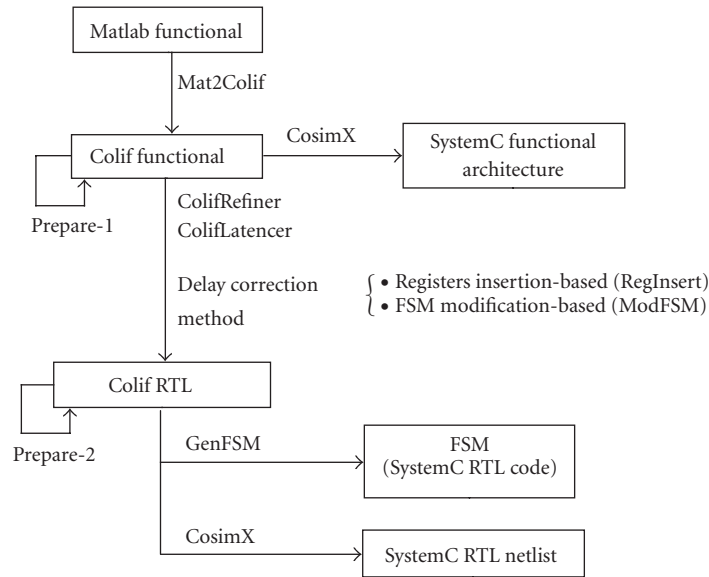 Matlab functional
Mat2Colif
Colif functional
CosimX
SystemC functional
architecture
Prepare-1
ColifRefiner
ColifLatencer
Delay correction
method
• Registers insertion-based (RegInsert)
• FSM modification-based (ModFSM)
Colif RTL
Prepare-2
GenFSM
FSM
(SystemC RTL code)
CosimX
SystemC RTL netlist